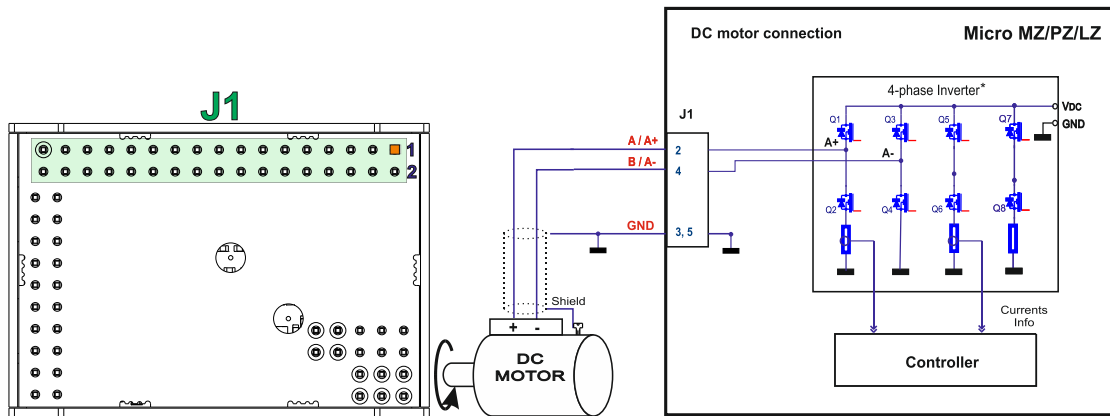 J1
1
2
DC motor connection
Micro MZ/PZ/LZ
4-phase Inverter*
VDC
GND
Q1
Q3
Q5
Q7
A+
A-
Q2
Q4
Q6
Q8
J1
A / A+
2
B / A-
4
GND
3, 5
Shield
+ -
DC
MOTOR
Currents
Info
Controller